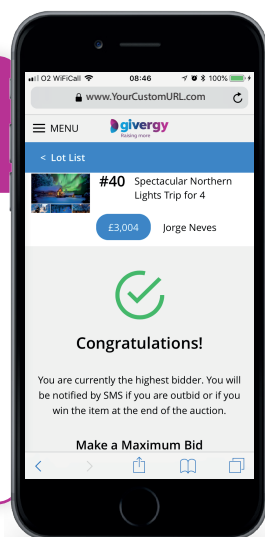 O2 WiFiCall 08:46 100%
www.YourCustomURL.com
MENU givergy
Raising more
< Lot List
#40 Spectacular Northern
Lights Trip for 4
£3,004 Jorge Neves
Congratulations!
You are currently the highest bidder. You will
be notified by SMS if you are outbid or if you
win the item at the end of the auction.
Make a Maximum Bid